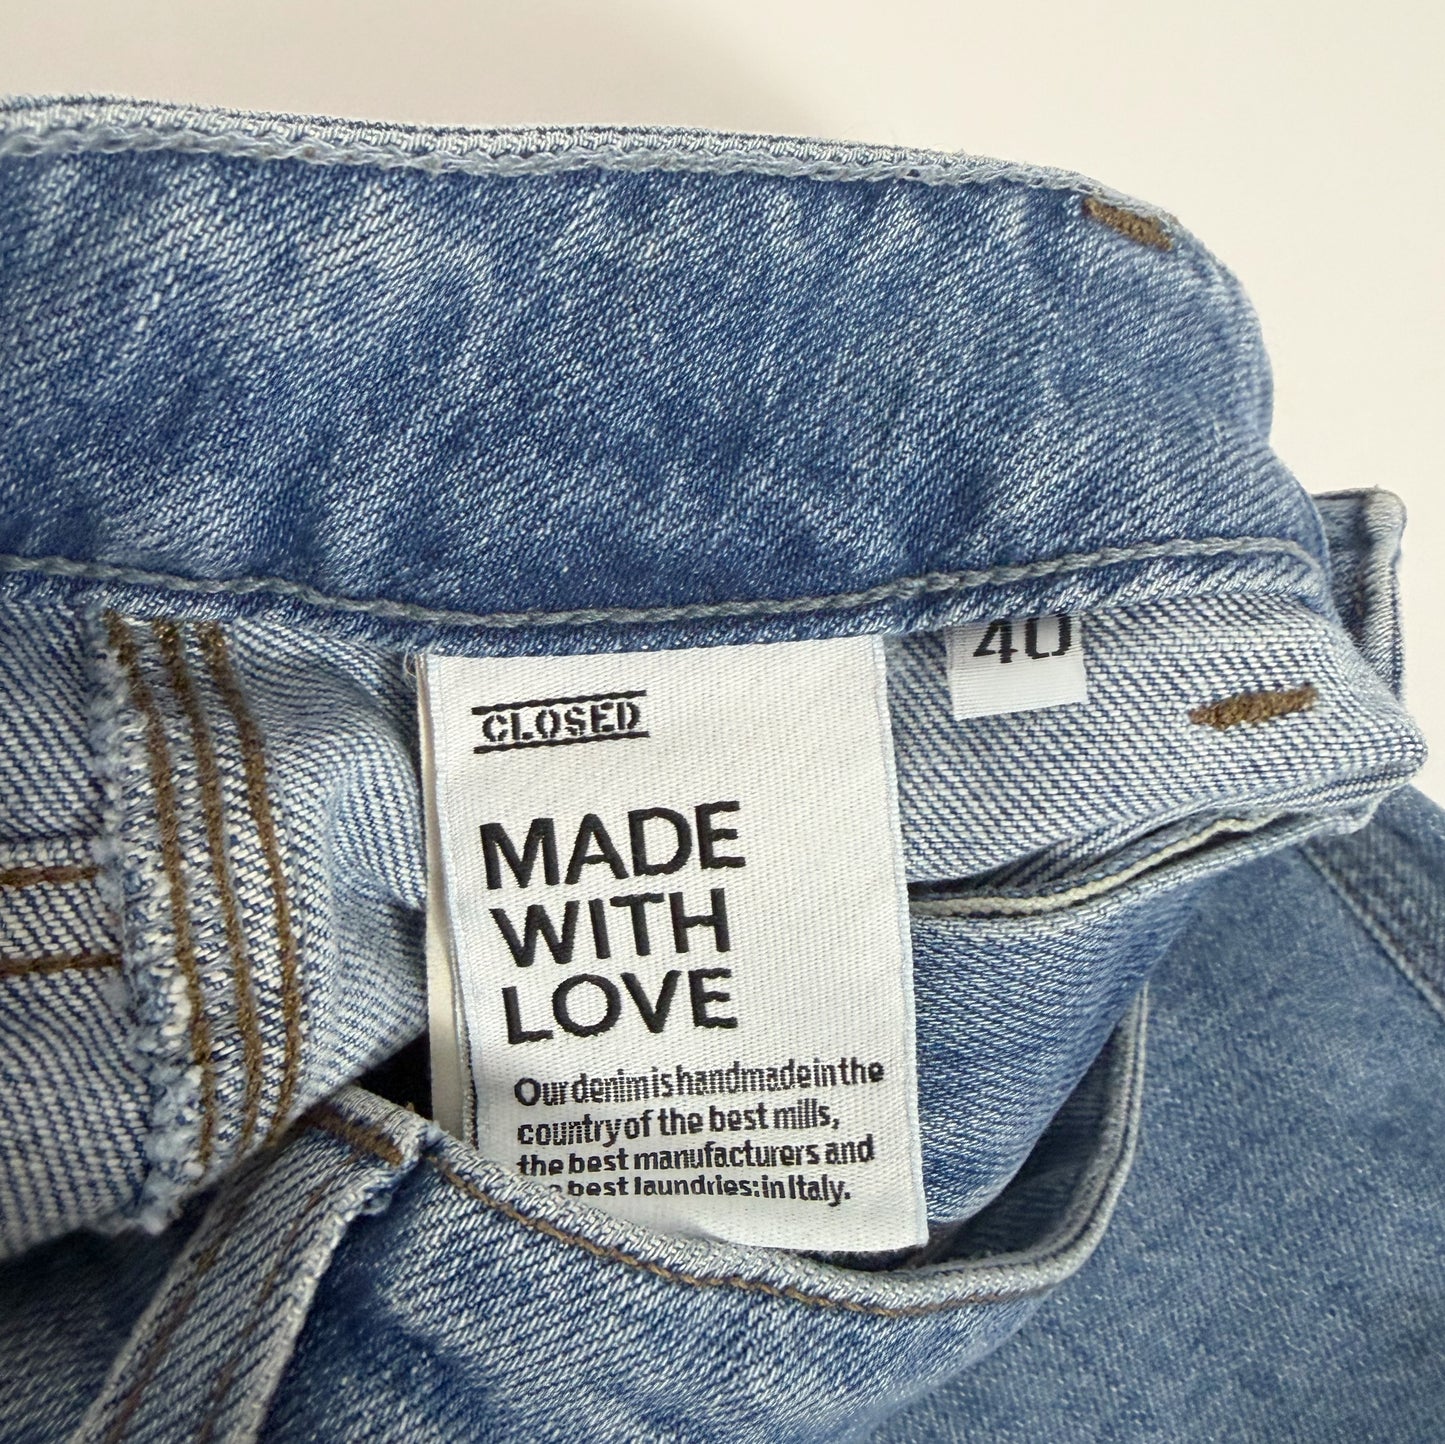 CLOSED
40
MADE
WITH
LOVE
Our denim is handmade in the
country of the best mills,
the best manufacturers and
best laundries: in Italy.